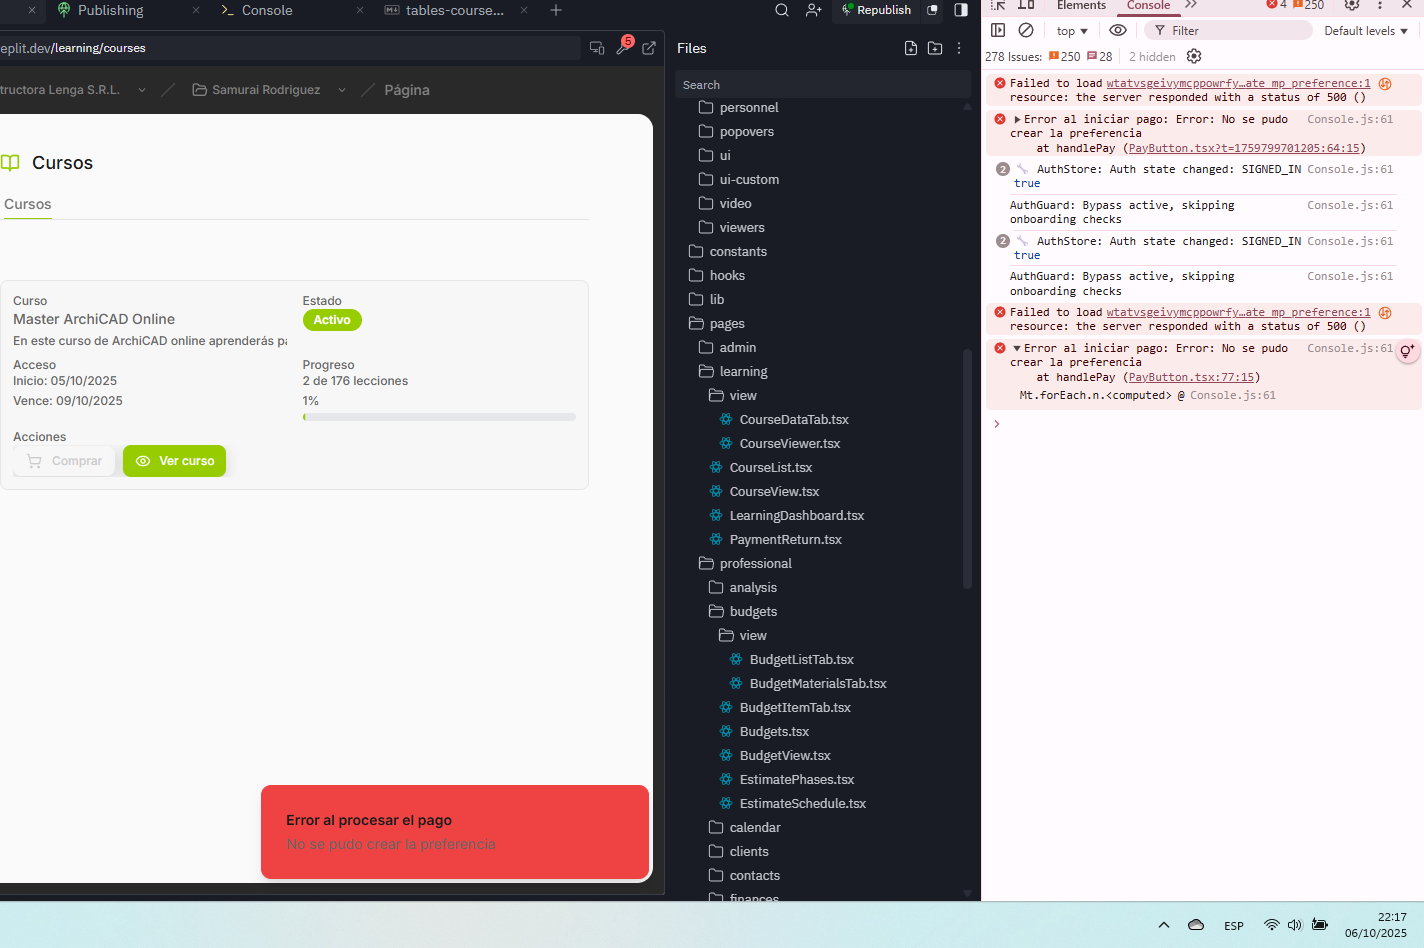 Publishing
Console
tables-course...
Republish
eplit.dev/learning/courses
5
tructora Lenga S.R.L.
Samurai Rodriguez
Página
Cursos
Cursos
Curso
Master ArchiCAD Online
En este curso de ArchiCAD online aprenderás pa
Estado
Activo
Acceso
Inicio: 05/10/2025
Vence: 09/10/2025
Progreso
2 de 176 lecciones
1%
Acciones
Comprar
Ver curso
Error al procesar el pago
No se pudo crear la preferencia
Files
Search
personnel
popovers
ui
ui-custom
video
viewers
constants
hooks
lib
pages
admin
learning
view
CourseDataTab.tsx
CourseViewer.tsx
CourseList.tsx
CourseView.tsx
LearningDashboard.tsx
PaymentReturn.tsx
professional
analysis
budgets
view
BudgetListTab.tsx
BudgetMaterialsTab.tsx
BudgetItemTab.tsx
Budgets.tsx
BudgetView.tsx
EstimatePhases.tsx
EstimateSchedule.tsx
calendar
clients
contacts
finances
Elements
Console
4
250
top
Filter
Default levels
278 Issues:
250
28
2 hidden
Failed to load wtatvsgeivymcppowrfy…ate_mp_preference:1
resource: the server responded with a status of 500 ()
Error al iniciar pago: Error: No se pudo Console.js:61
crear la preferencia
at handlePay (PayButton.tsx?t=1759799701205:64:15)
2 AuthStore: Auth state changed: SIGNED_IN Console.js:61
true
AuthGuard: Bypass active, skipping Console.js:61
onboarding checks
2 AuthStore: Auth state changed: SIGNED_IN Console.js:61
true
AuthGuard: Bypass active, skipping Console.js:61
onboarding checks
Failed to load wtatvsgeivymcppowrfy…ate_mp_preference:1
resource: the server responded with a status of 500 ()
Error al iniciar pago: Error: No se pudo Console.js:61
crear la preferencia
at handlePay (PayButton.tsx:77:15)
Mt.forEach.n.<computed> @ Console.js:61
ESP
22:17
06/10/2025